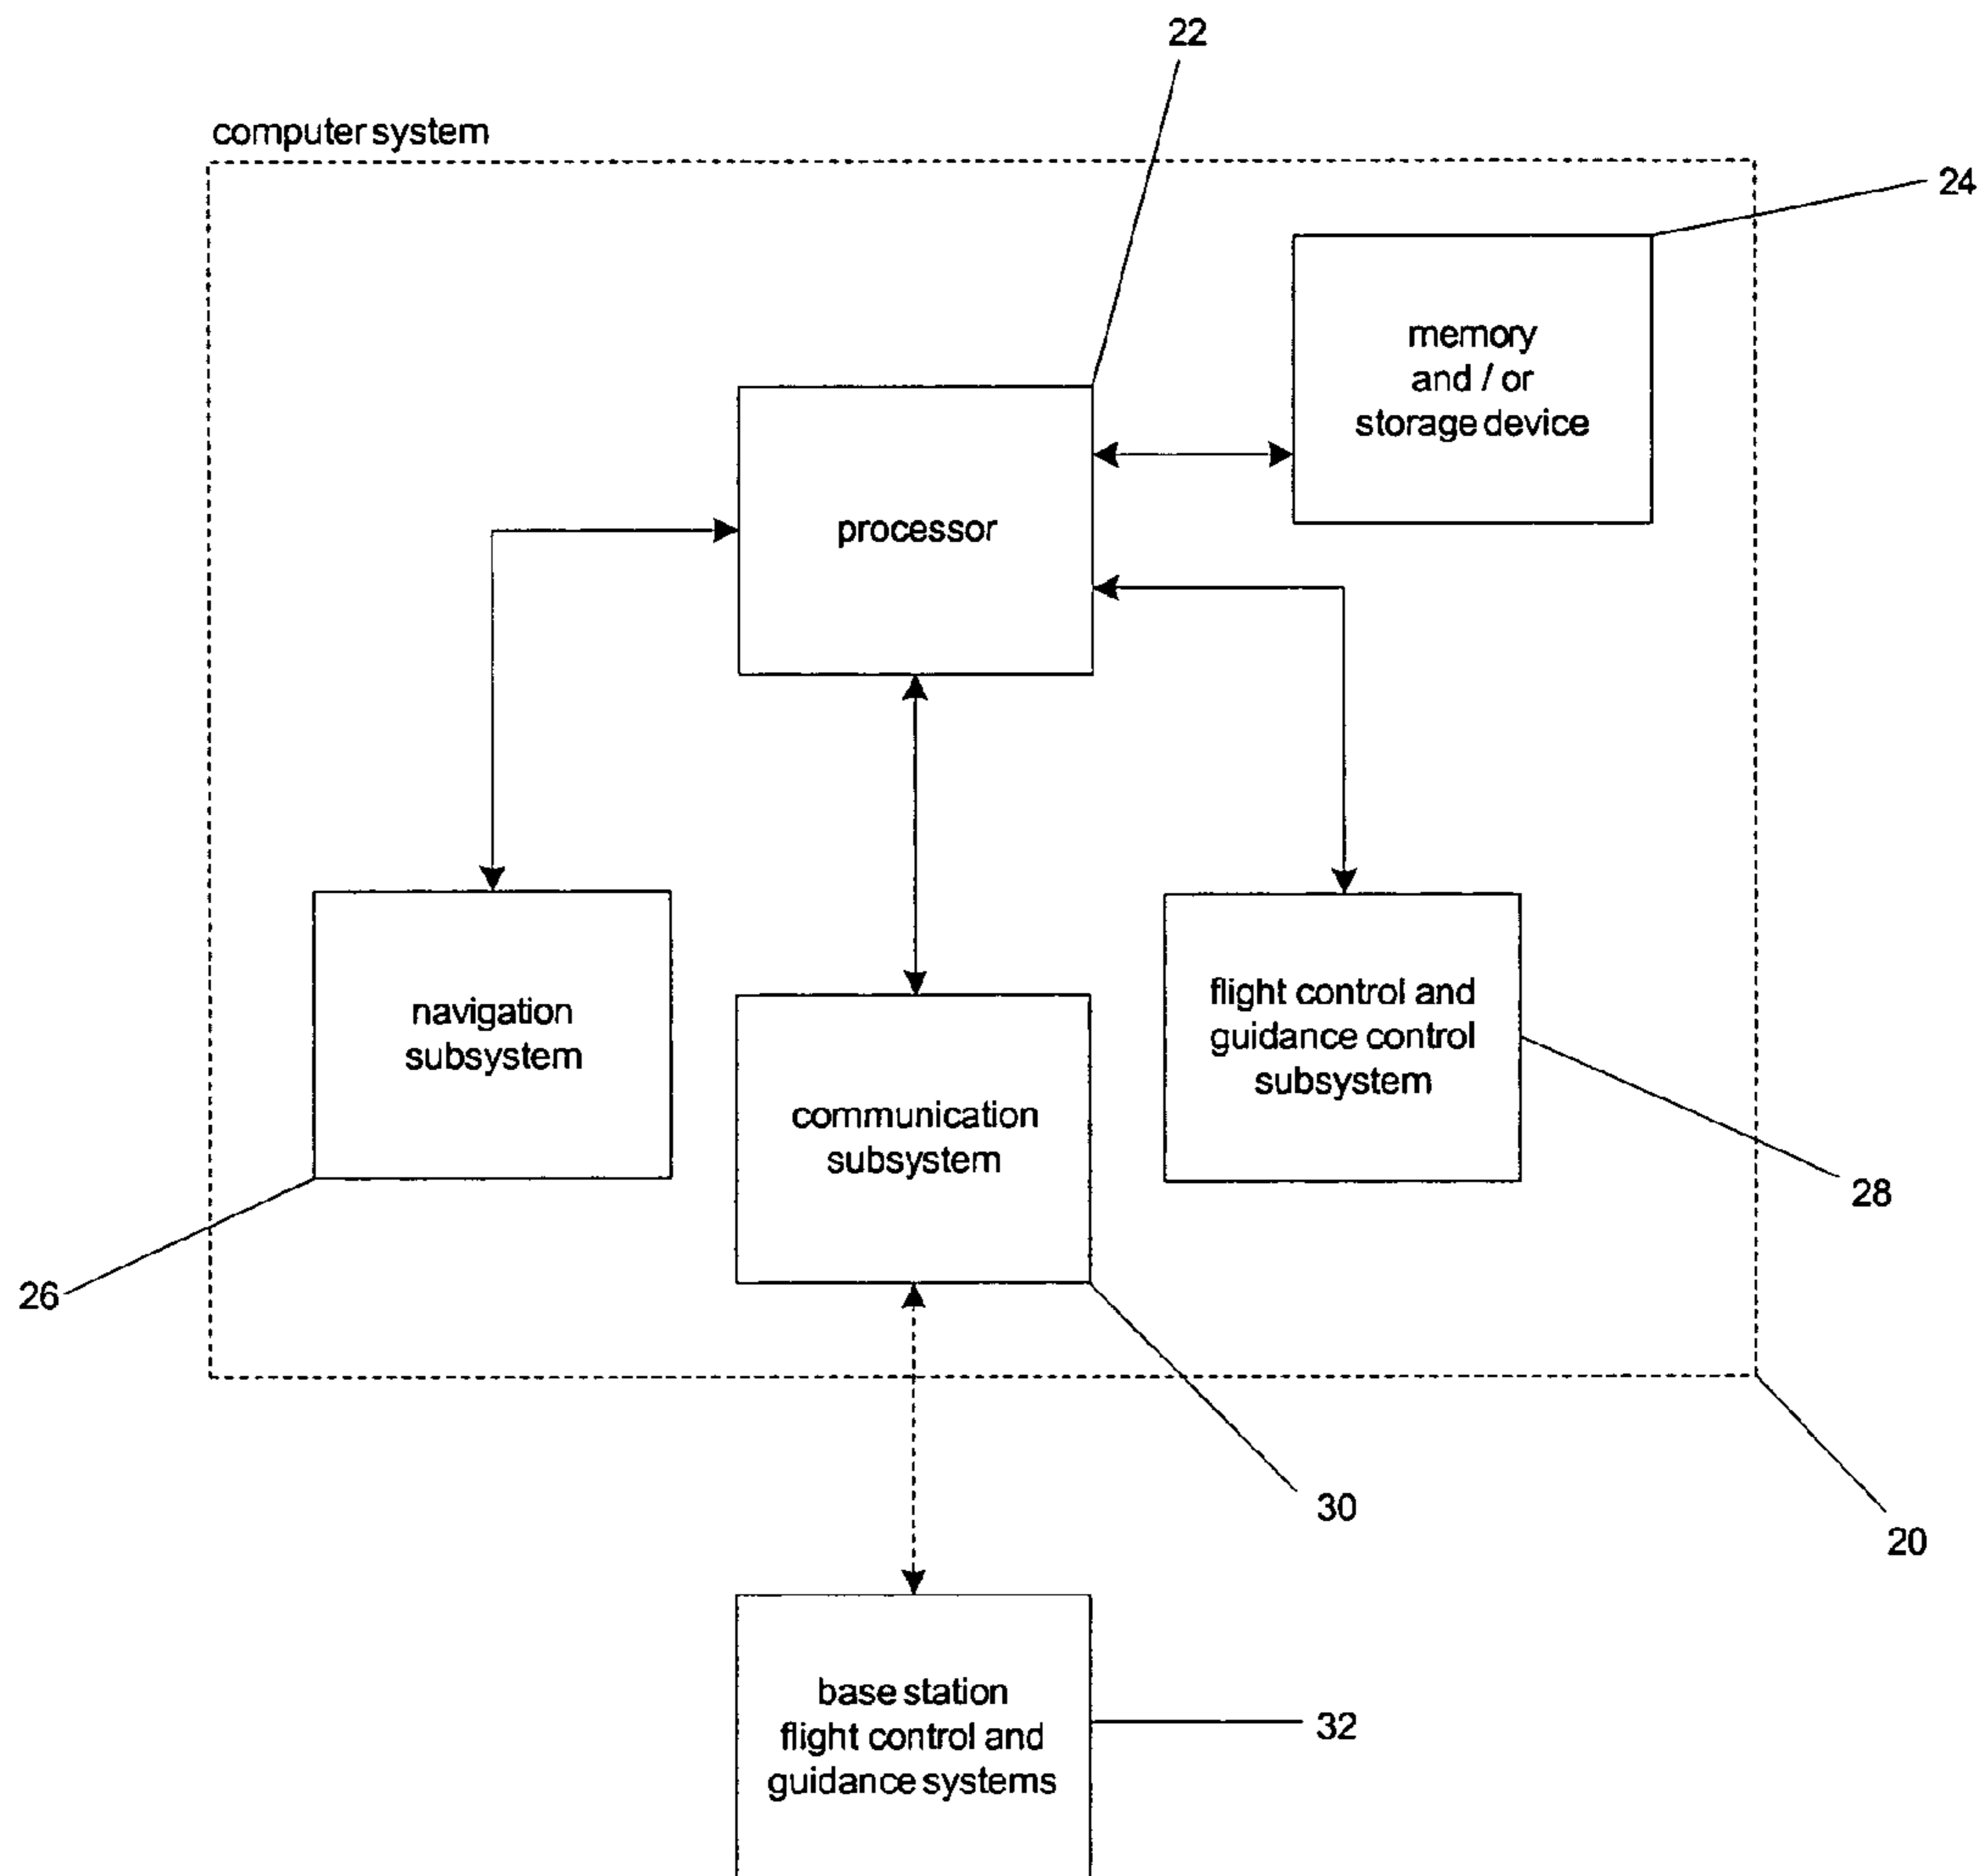 22
computer system
24
memory
and / or
storage device
processor
navigation
subsystem
flight control and
guidance control
subsystem
communication
subsystem
28
26
30
20
base station
flight control and
guidance systems
32